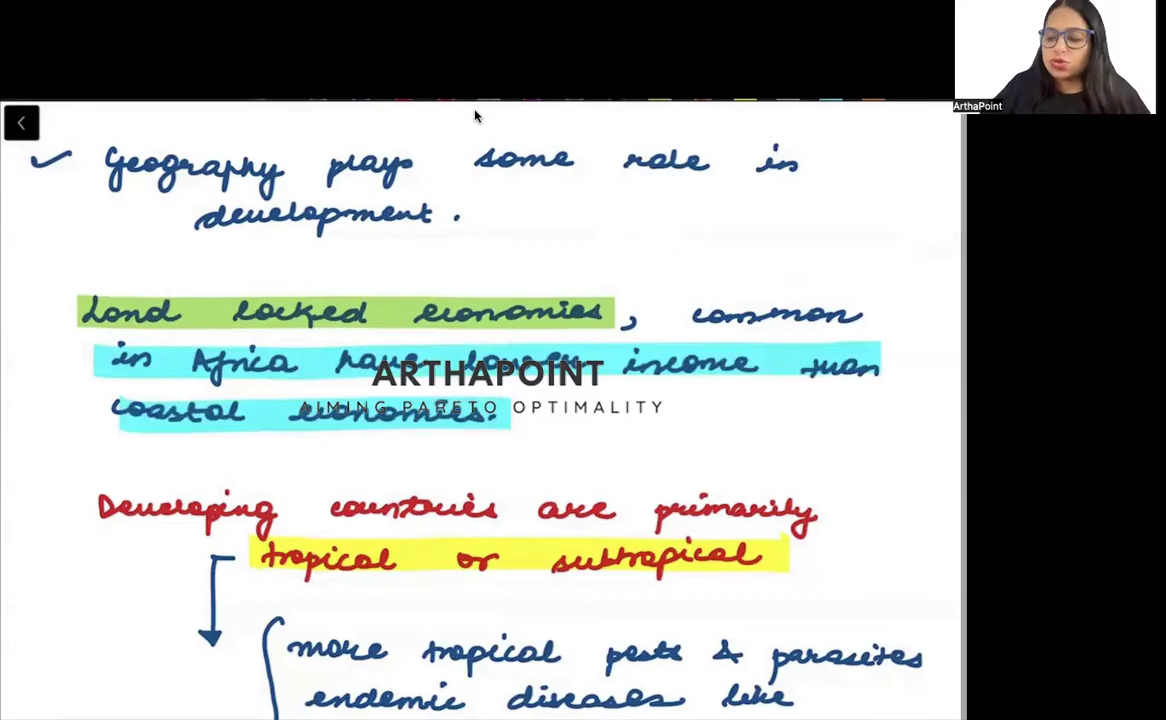 ArthaPoint
Geography plays some role in
development.
Land locked economies, common
in Africa have lower income than
ARTHAPOINT
coastal economies.
AIMING PARETO OPTIMALITY
Developing countries are primarily
tropical or subtropical
more tropical pests & parasites
endemic diseases like